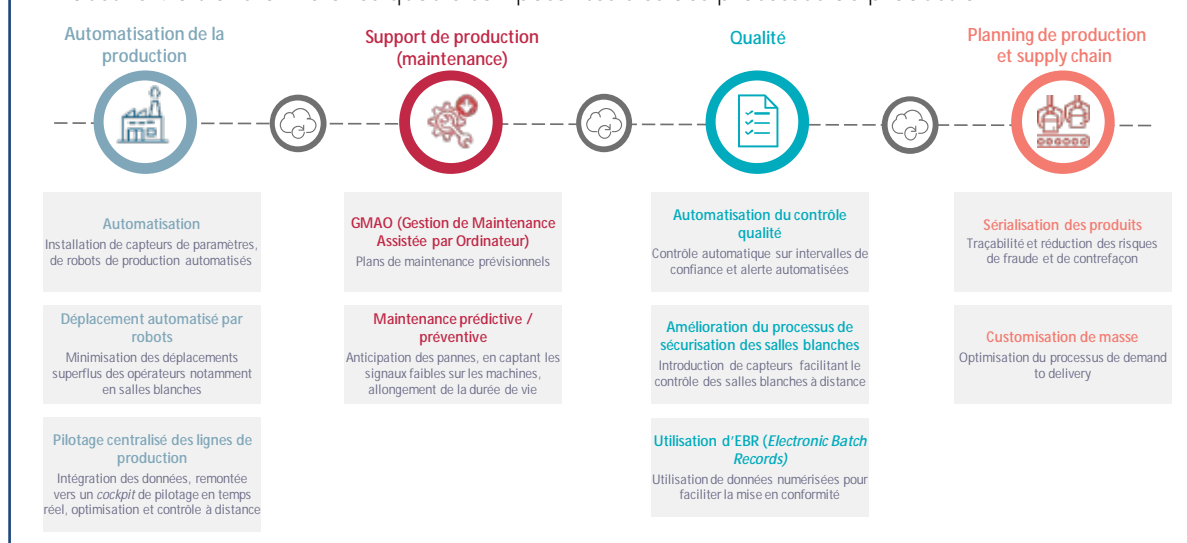 Automatisation de la
production
Support de production
(maintenance)
Qualité
Planning de production
et supply chain
Automatisation
Installation de capteurs de paramètres,
de robots de production automatisés
Déplacement automatisé par
robots
Minimisation des déplacements
superflus des opérateurs notamment
en salles blanches
Pilotage centralisé des lignes de
production
Intégration des données, remontée
vers un cockpit de pilotage en temps
réel, optimisation et contrôle à distance
GMAO (Gestion de Maintenance
Assistée par Ordinateur)
Plans de maintenance prévisionnels
Maintenance prédictive /
préventive
Anticipation des pannes, en captant les
signaux faibles sur les machines,
allongement de la durée de vie
Automatisation du contrôle
qualité
Contrôle automatique sur intervalles de
confiance et alerte automatisées
Amélioration du processus de
sécurisation des salles blanches
Introduction de capteurs facilitant le
contrôle des salles blanches à distance
Utilisation d'EBR (Electronic Batch
Records)
Utilisation de données numérisées pour
faciliter la mise en conformité
Sérialisation des produits
Traçabilité et réduction des risques
de fraude et de contrefaçon
Customisation de masse
Optimisation du processus de demand
to delivery